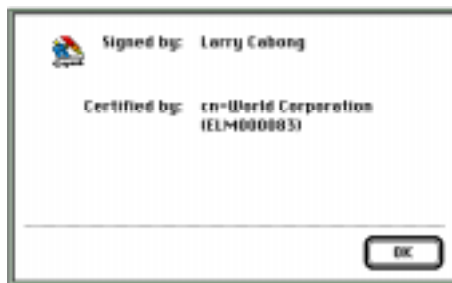 Signed by: Larry Cabong
Certified by: cn=World Corporation
(ELM000083)
OK